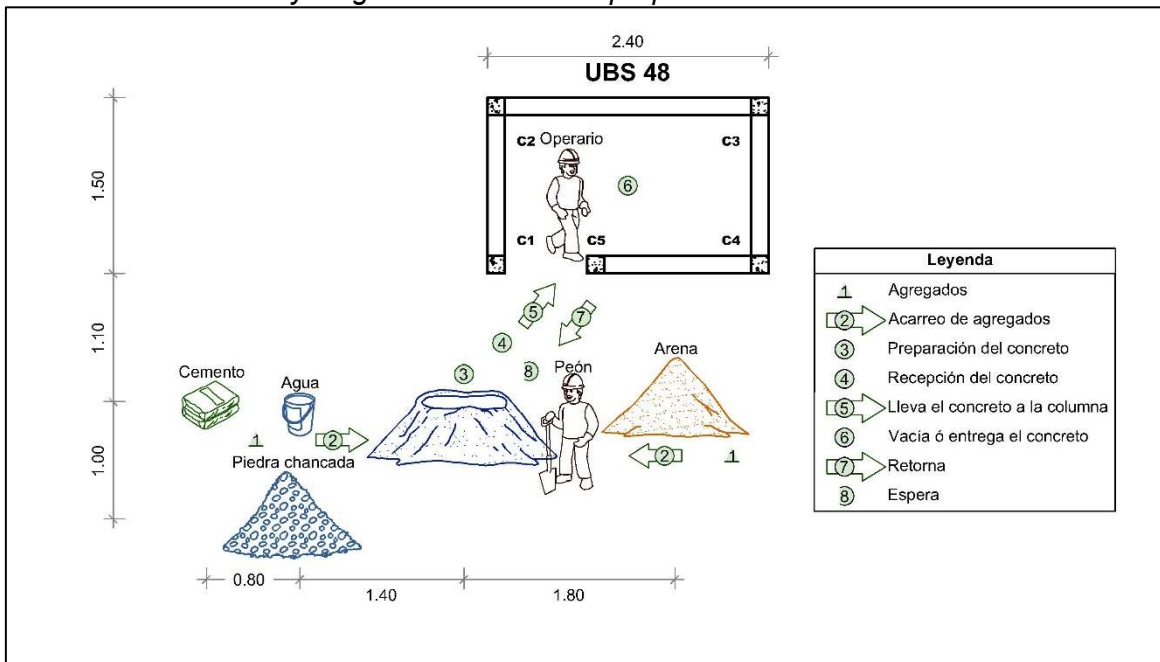 2.40
UBS 48
C2 Operario
C3
6
1.50
C1
C5
C4
5
7
1.10
4
Arena
8
Peón
3
Cemento
Agua
1
2
2
1
Piedra chancada
1.00
0.80
1.40
1.80
Leyenda
1 Agregados
2 Acarreo de agregados
3 Preparación del concreto
4 Recepción del concreto
5 Lleva el concreto a la columna
6 Vacía ó entrega el concreto
7 Retorna
8 Espera